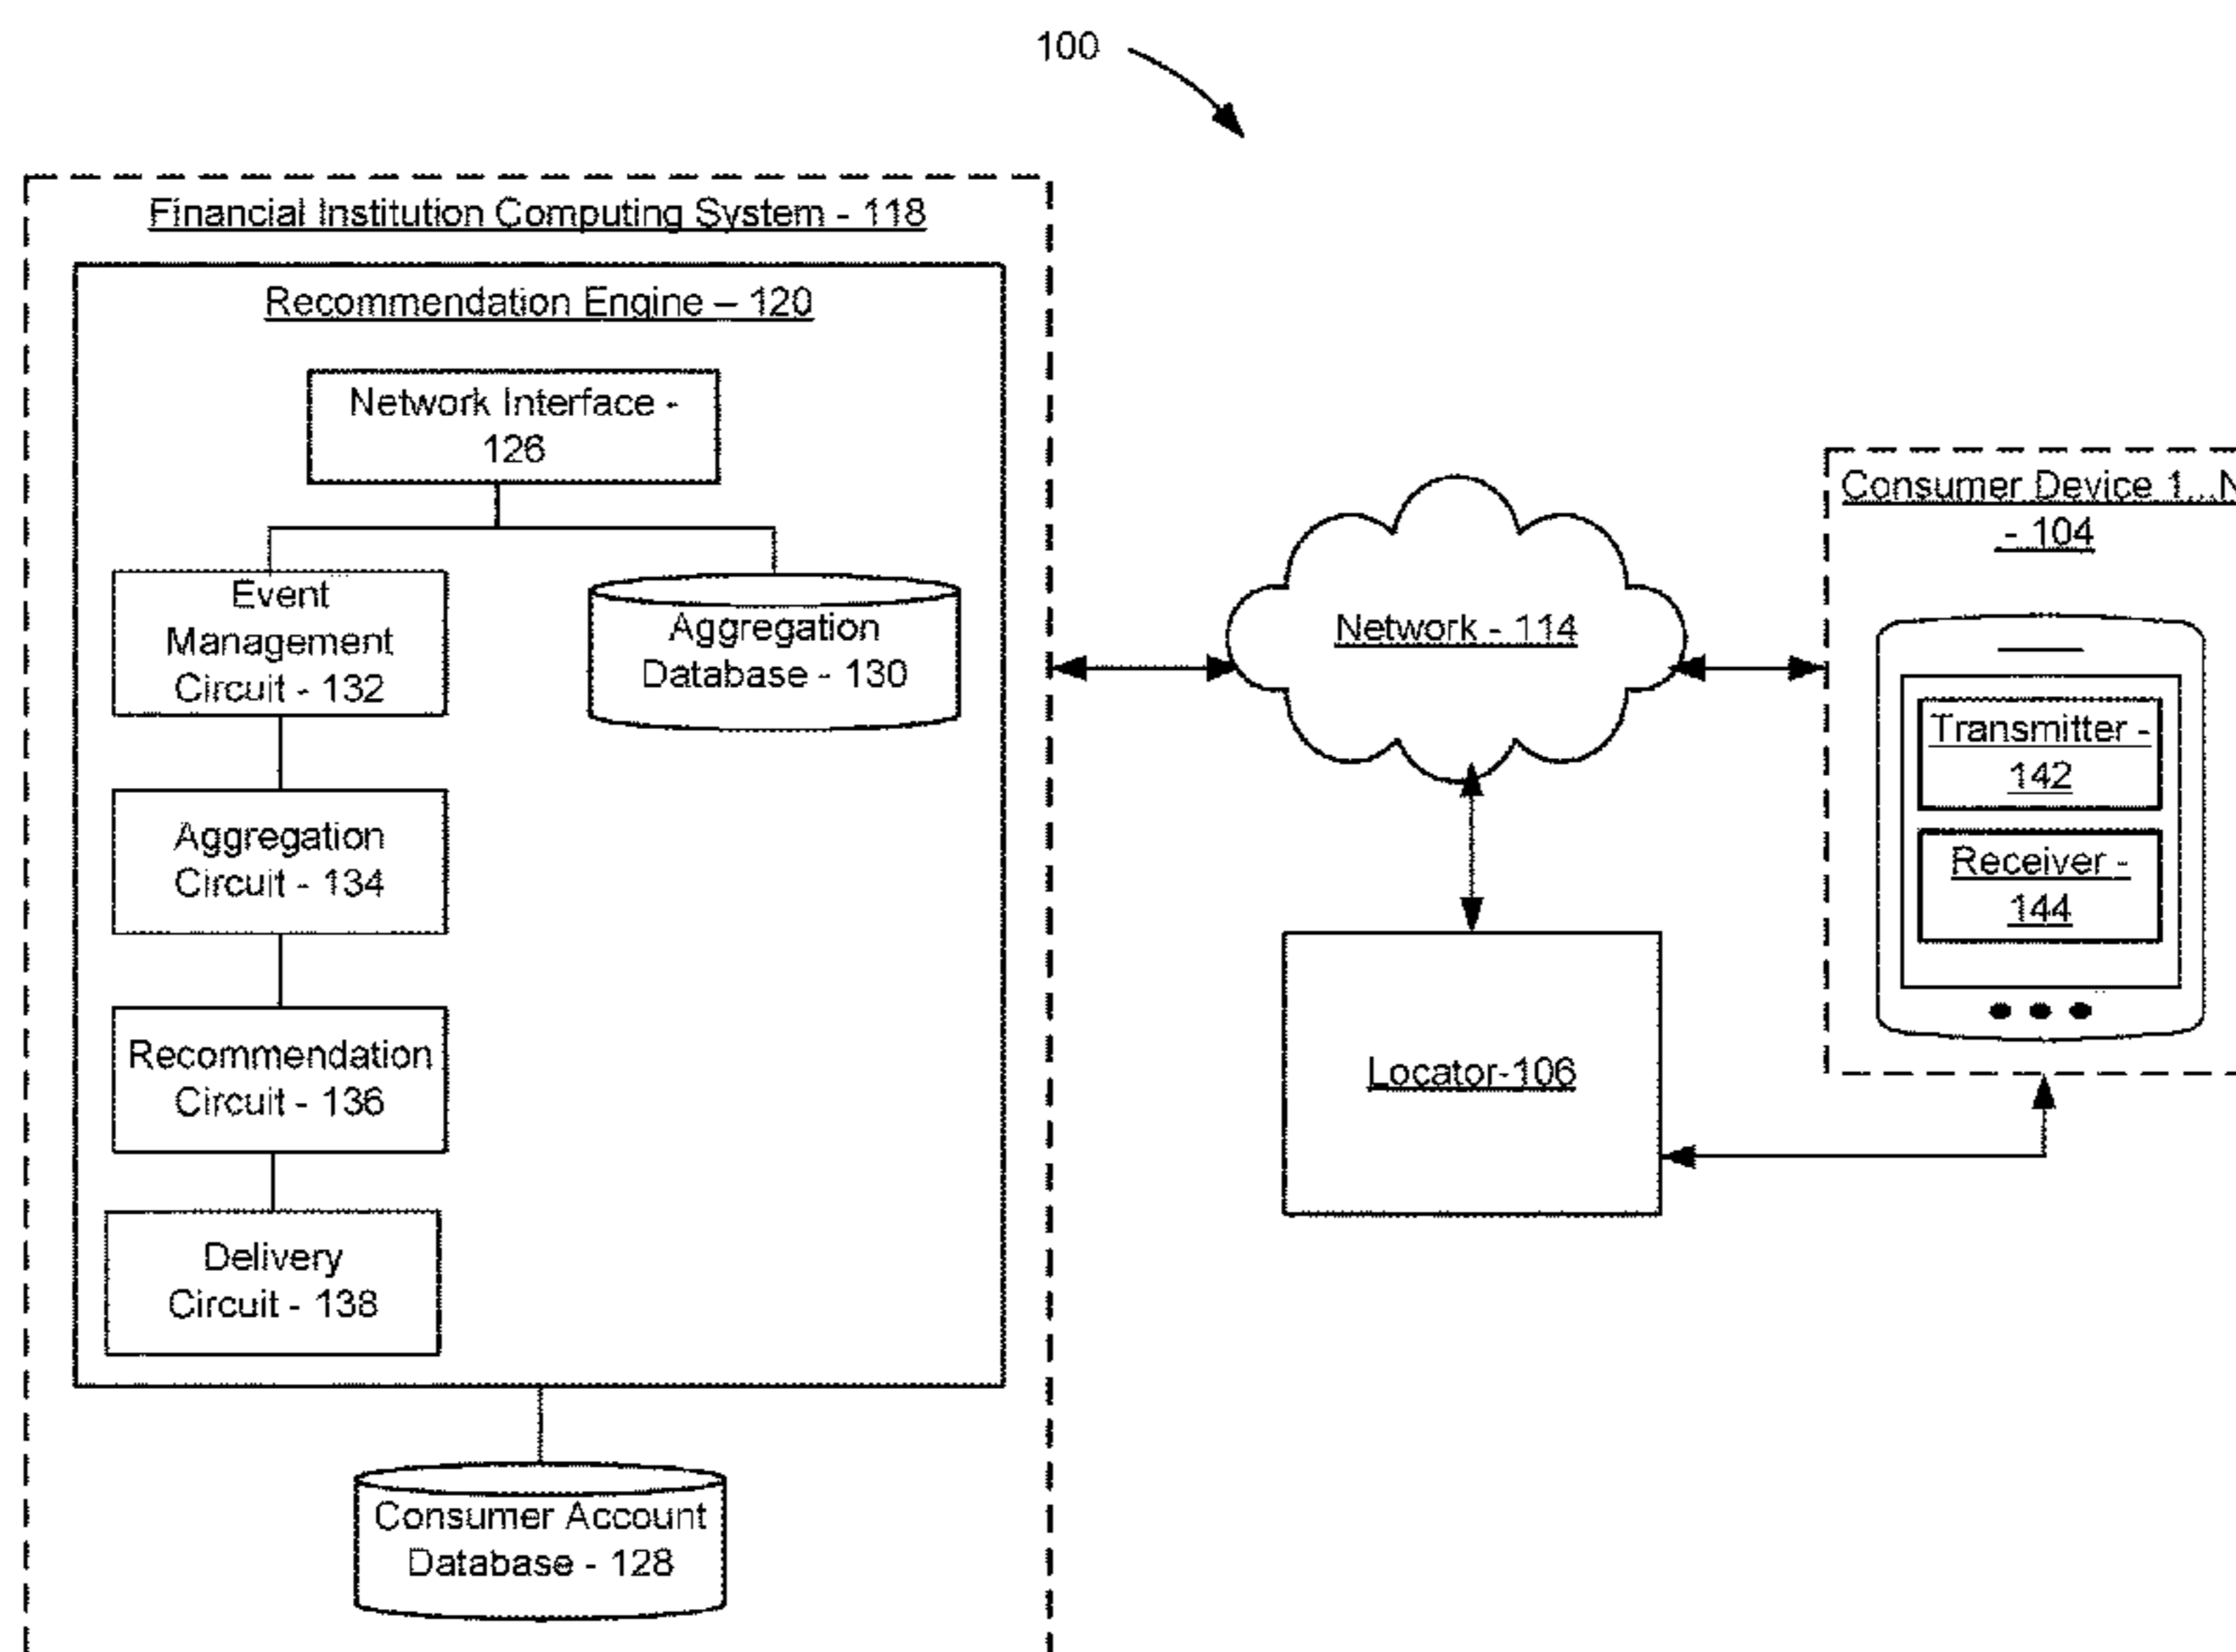 100
Financial Institution Computing System - 118
Recommendation Engine – 120
Network Interface -
126
Event
Management
Circuit - 132
Aggregation
Database - 130
Aggregation
Circuit - 134
Recommendation
Circuit - 136
Delivery
Circuit - 138
Consumer Account
Database - 128
Network - 114
Locator-106
Consumer Device 1...N
- 104
Transmitter -
142
Receiver -
144